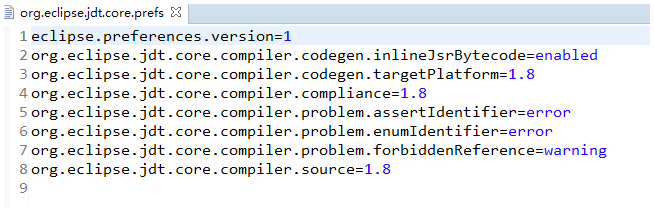 org.eclipse.jdt.core.prefs
1 eclipse.preferences.version=1
2 org.eclipse.jdt.core.compiler.codegen.inlineJsrBytecode=enabled
3 org.eclipse.jdt.core.compiler.codegen.targetPlatform=1.8
4 org.eclipse.jdt.core.compiler.compliance=1.8
5 org.eclipse.jdt.core.compiler.problem.assertIdentifier=error
6 org.eclipse.jdt.core.compiler.problem.enumIdentifier=error
7 org.eclipse.jdt.core.compiler.problem.forbiddenReference=warning
8 org.eclipse.jdt.core.compiler.source=1.8
9